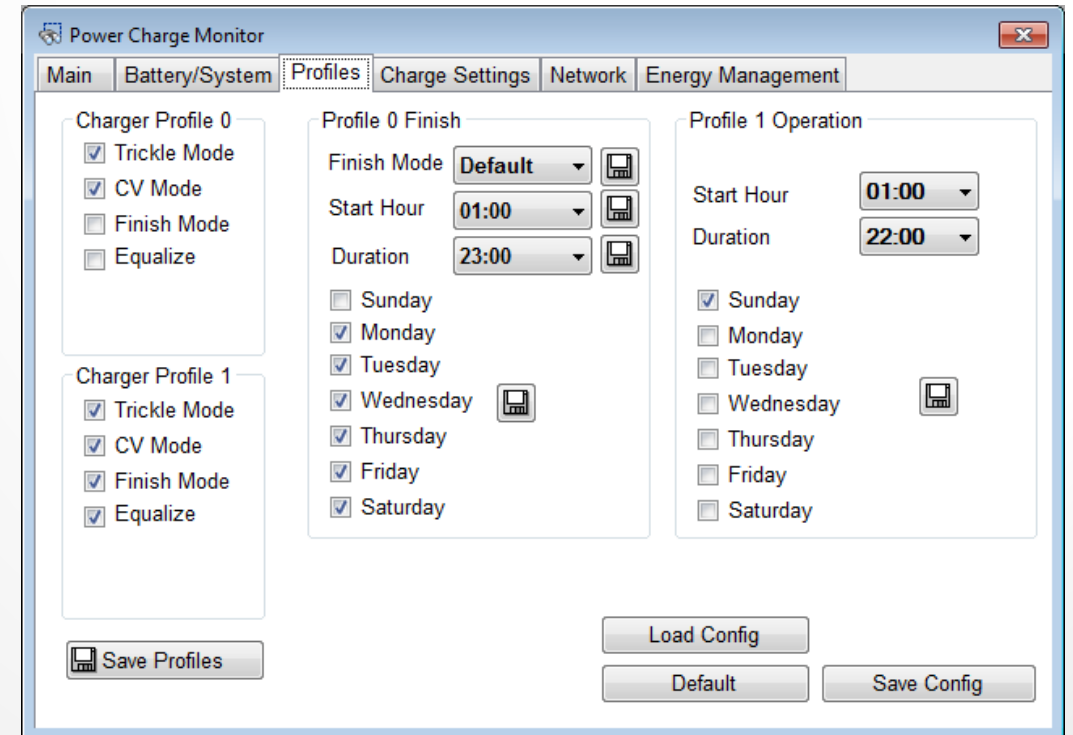 Power Charge Monitor
Main Battery/System Profiles Charge Settings Network Energy Management
Charger Profile 0
Trickle Mode
CV Mode
Finish Mode
Equalize
Charger Profile 1
Trickle Mode
CV Mode
Finish Mode
Equalize
Save Profiles
Profile 0 Finish
Finish Mode Default
Start Hour 01:00
Duration 23:00
Sunday
Monday
Tuesday
Wednesday
Thursday
Friday
Saturday
Profile 1 Operation
Start Hour 01:00
Duration 22:00
Sunday
Monday
Tuesday
Wednesday
Thursday
Friday
Saturday
Load Config
Default Save Config